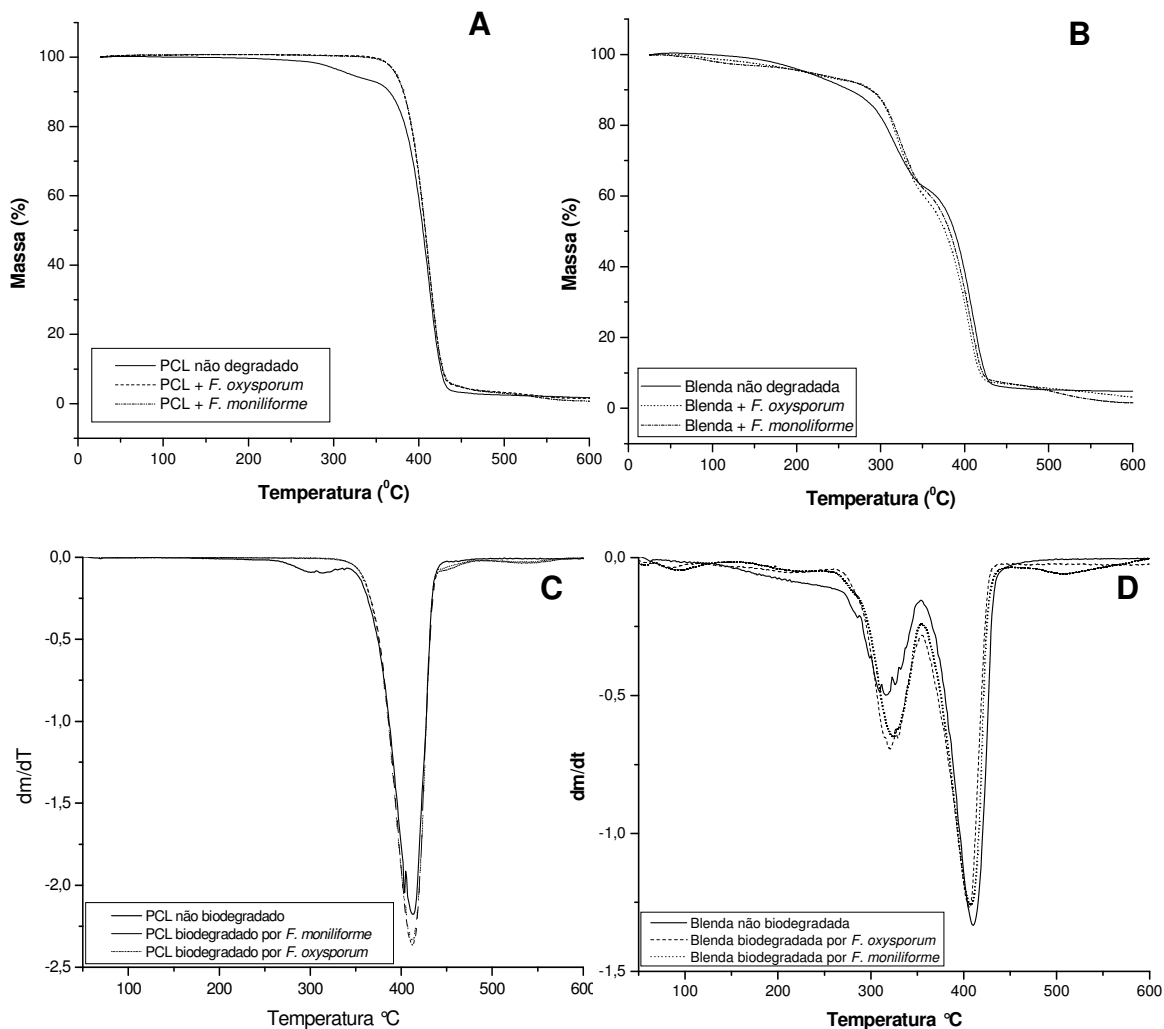 A
100
80
60
40
20
0
Massa (%)
PCL não degradado
PCL + F. oxysporum
PCL + F. moniliforme
0 100 200 300 400 500 600
Temperatura (⁰C)
B
100
80
60
40
20
0
Massa (%)
Blenda não degradada
Blenda + F. oxysporum
Blenda + F. monoliforme
0 100 200 300 400 500 600
Temperatura (⁰C)
C
0,0
-0,5
-1,0
-1,5
-2,0
-2,5
dm/dT
PCL não biodegradado
PCL biodegradado por F. moniliforme
PCL biodegradado por F. oxysporum
100 200 300 400 500 600
Temperatura °C
D
0,0
-0,5
-1,0
-1,5
dm/dt
Blenda não biodegradada
Blenda biodegradada por F. oxysporum
Blenda biodegradada por F. moniliforme
100 200 300 400 500 600
Temperatura °C